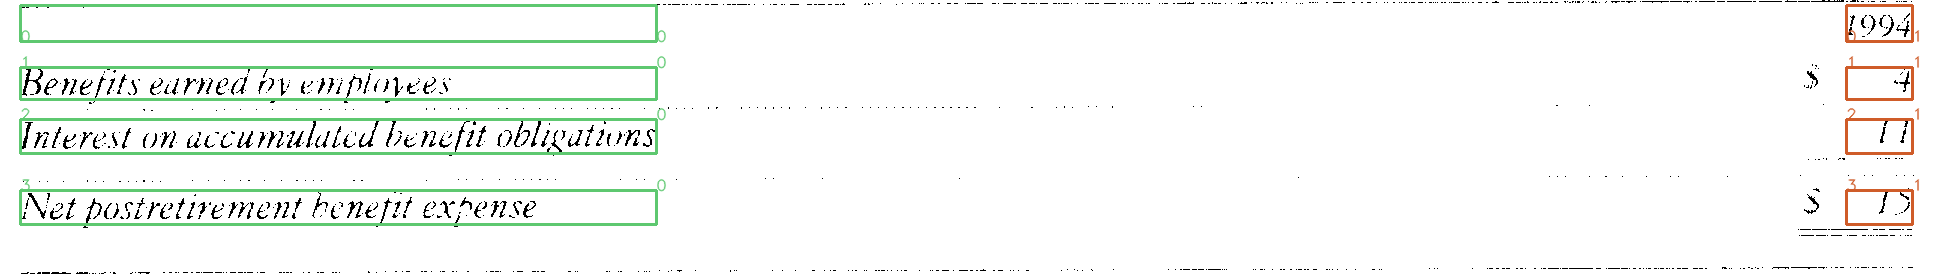 1994
Benefits earned by employees $ 4
Interest on accumulated benefit obligations 11
Net postretirement benefit expense $ 15